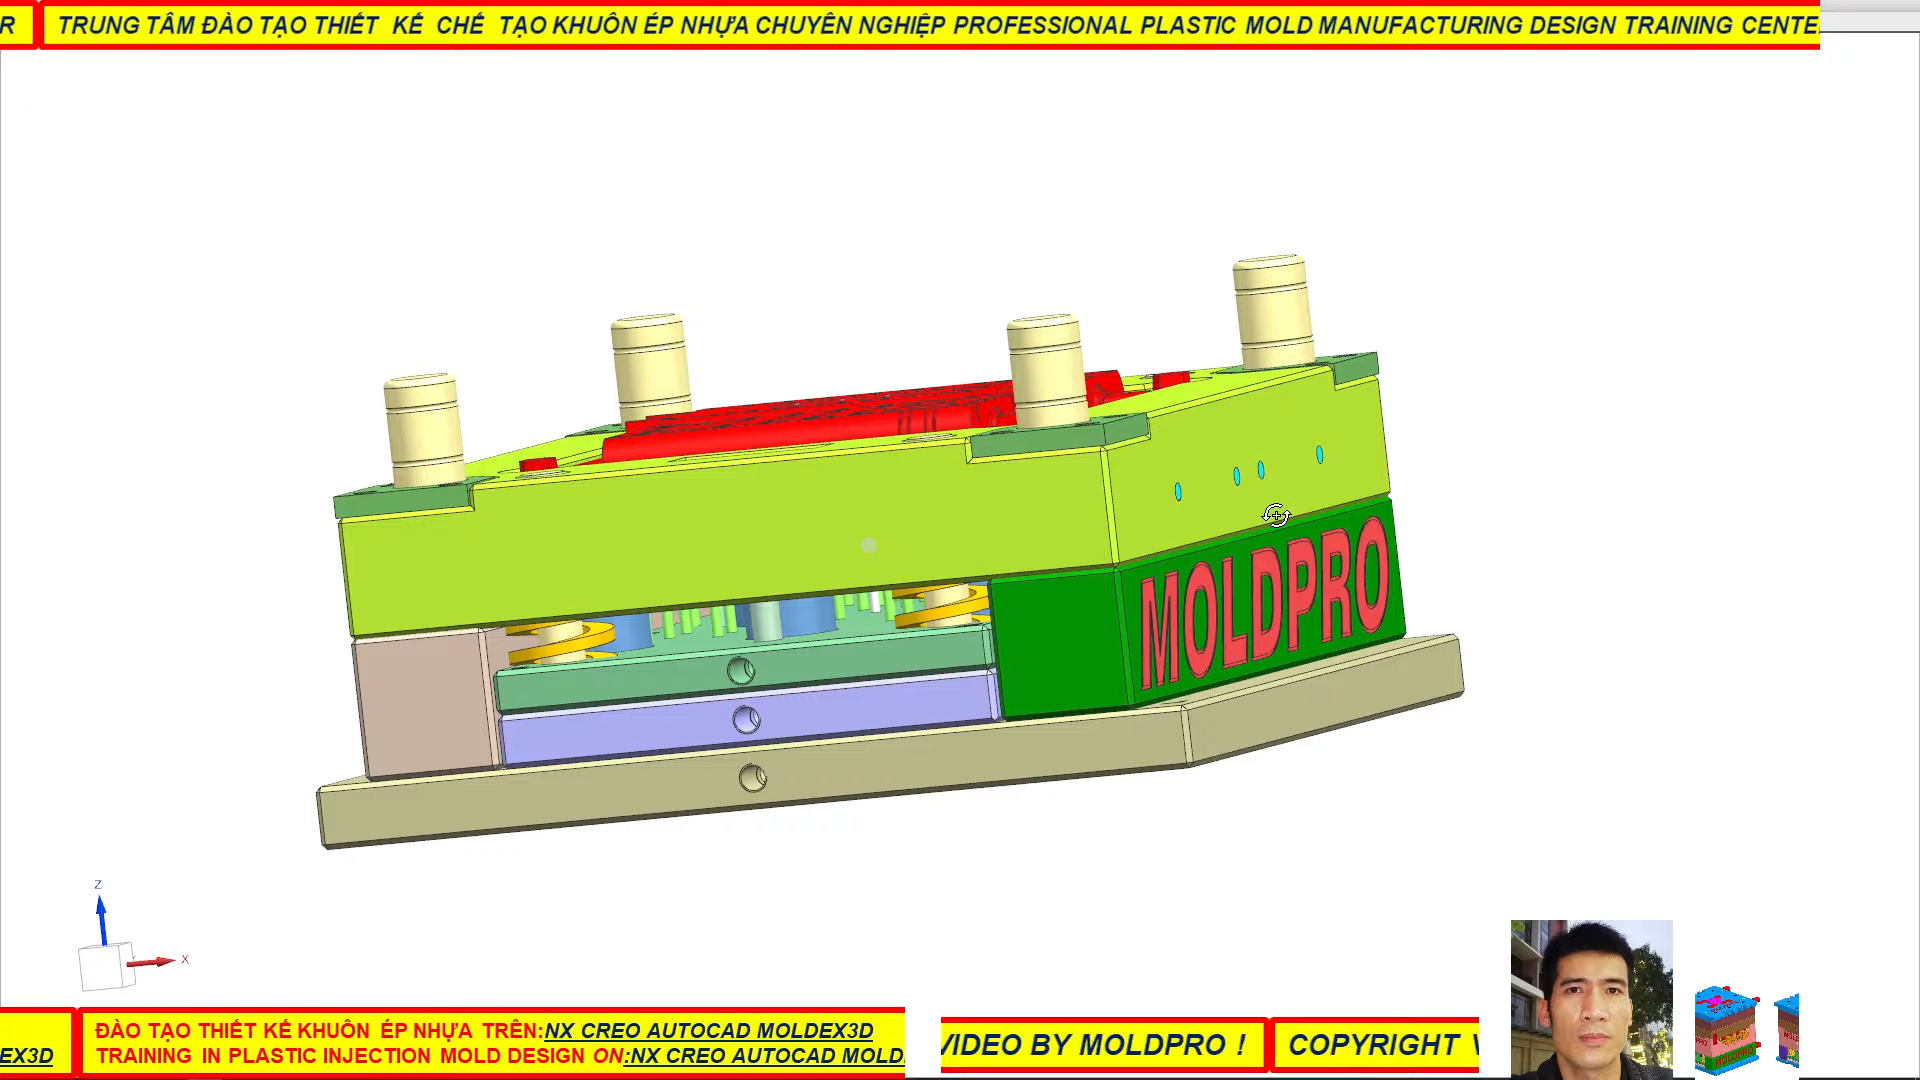 R TRUNG TÂM ĐÀO TẠO THIẾT KẾ CHẾ TẠO KHUÔN ÉP NHỰA CHUYÊN NGHIỆP PROFESSIONAL PLASTIC MOLD MANUFACTURING DESIGN TRAINING CENTE
MOLDPRO
Z
X
ĐÀO TẠO THIẾT KẾ KHUÔN ÉP NHỰA TRÊN:NX CREO AUTOCAD MOLDEX3D
EX3D TRAINING IN PLASTIC INJECTION MOLD DESIGN ON:NX CREO AUTOCAD MOLD
VIDEO BY MOLDPRO ! COPYRIGHT
MOLDPRO